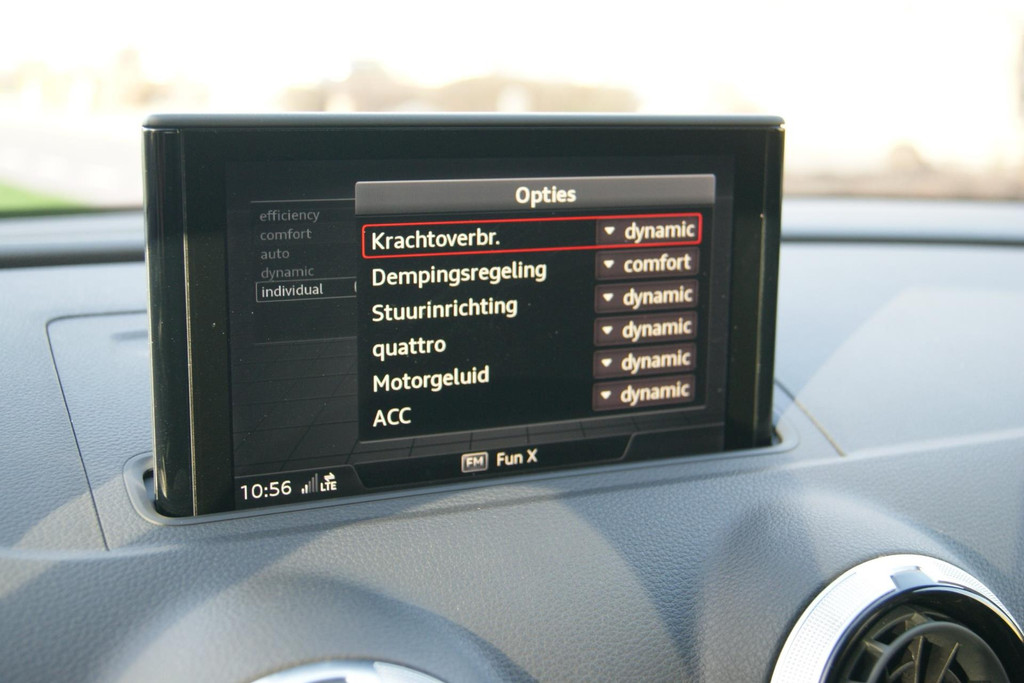 Opties
efficiency
comfort
auto
dynamic
individual
Krachtoverbr. dynamic
Dempingsregeling comfort
Stuurinrichting dynamic
quattro dynamic
Motorgeluid dynamic
ACC dynamic
FM Fun X
10:56 LTE